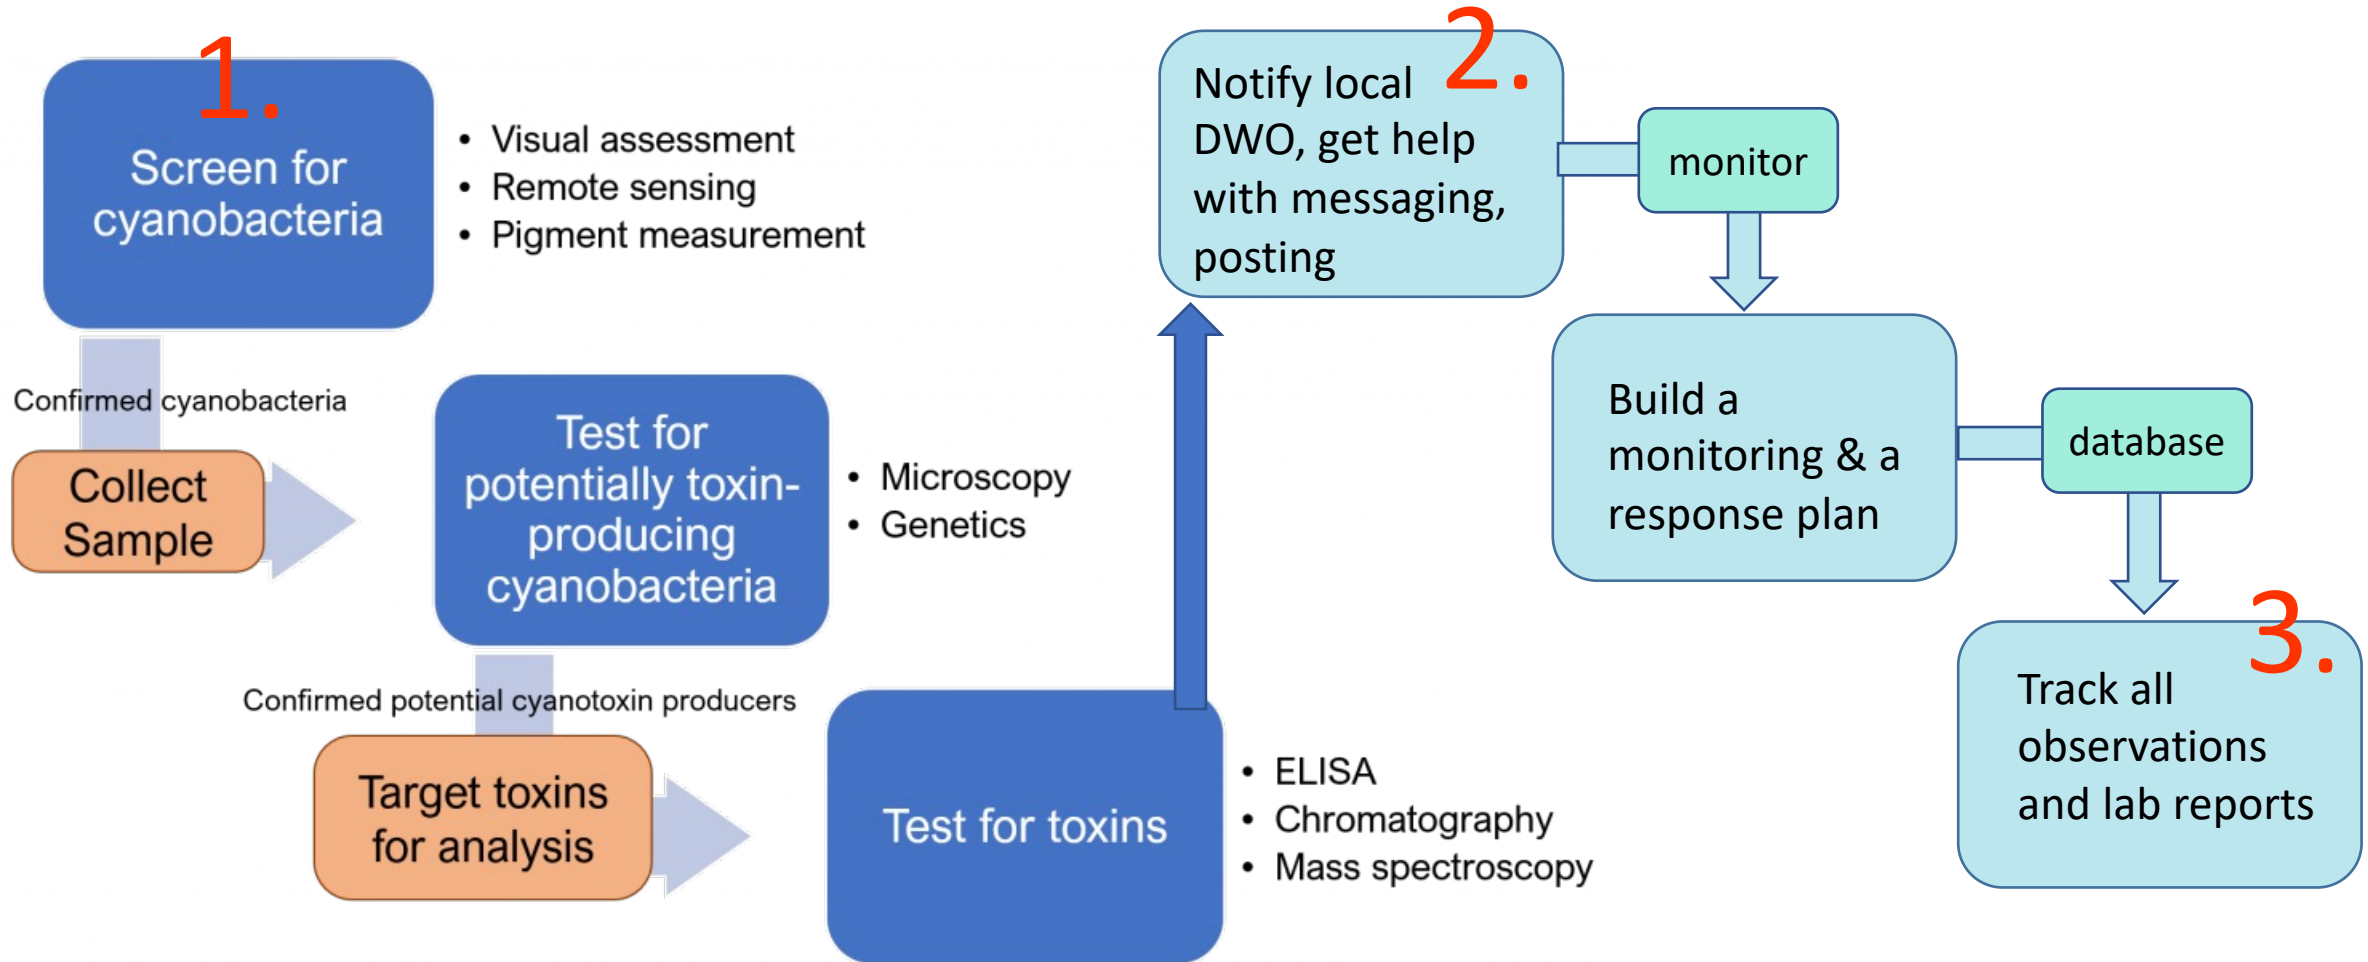 1.
Screen for
cyanobacteria
• Visual assessment
• Remote sensing
• Pigment measurement
Confirmed cyanobacteria
Collect
Sample
Test for
potentially toxin-
producing
cyanobacteria
• Microscopy
• Genetics
Confirmed potential cyanotoxin producers
Target toxins
for analysis
Test for toxins
• ELISA
• Chromatography
• Mass spectroscopy
2.
Notify local
DWO, get help
with messaging,
posting
monitor
Build a
monitoring & a
response plan
database
3.
Track all
observations
and lab reports